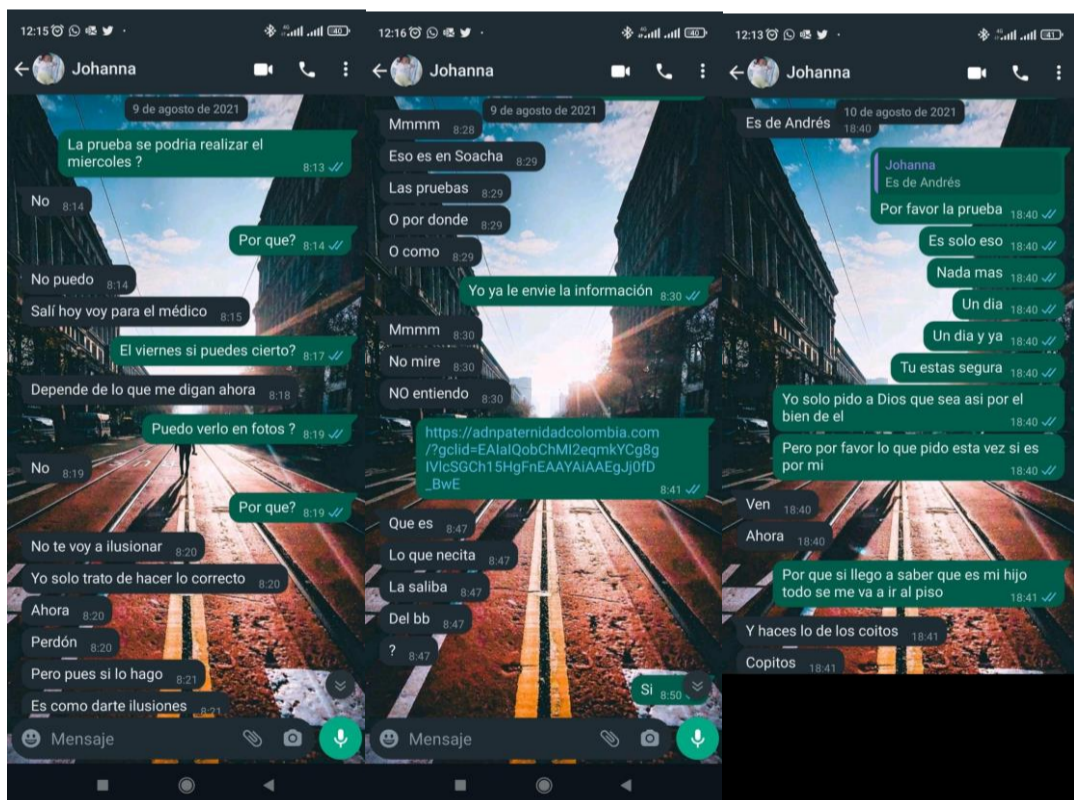 12:15
Johanna
9 de agosto de 2021
La prueba se podria realizar el
miercoles ?
8:13
No 8:14
Por que? 8:14
No puedo 8:14
Salí hoy voy para el médico 8:15
El viernes si puedes cierto? 8:17
Depende de lo que me digan ahora 8:18
Puedo verlo en fotos ? 8:19
No 8:19
Por que? 8:19
No te voy a ilusionar 8:20
Yo solo trato de hacer lo correcto 8:20
Ahora 8:20
Perdón 8:20
Pero pues si lo hago 8:21
Es como darte ilusiones 8:21
Mensaje
12:16
40
Johanna
9 de agosto de 2021
Mmmm 8:28
Eso es en Soacha 8:29
Las pruebas 8:29
O por donde 8:29
O como 8:29
Yo ya le envie la información 8:30
Mmmm 8:30
No mire 8:30
NO entiendo 8:30
https://adnpaternidadcolombia.com
/?gclid=EAIaIQobChMI2eqmkYCg8g
IVlcSGCh15HgFnEAAYAiAAEgJj0fD
_BwE
8:41
Que es 8:47
Lo que necita 8:47
La saliba 8:47
Del bb 8:47
? 8:47
Si 8:50
Mensaje
12:13
41
Johanna
10 de agosto de 2021
Es de Andrés 18:40
Johanna
Es de Andrés
Por favor la prueba 18:40
Es solo eso 18:40
Nada mas 18:40
Un dia 18:40
Un dia y ya 18:40
Tu estas segura 18:40
Yo solo pido a Dios que sea asi por el
bien de el
18:40
Pero por favor lo que pido esta vez si es
por mi
18:40
Ven 18:40
Ahora 18:40
Por que si llego a saber que es mi hijo
todo se me va a ir al piso
18:41
Y haces lo de los coitos 18:41
Copitos 18:41